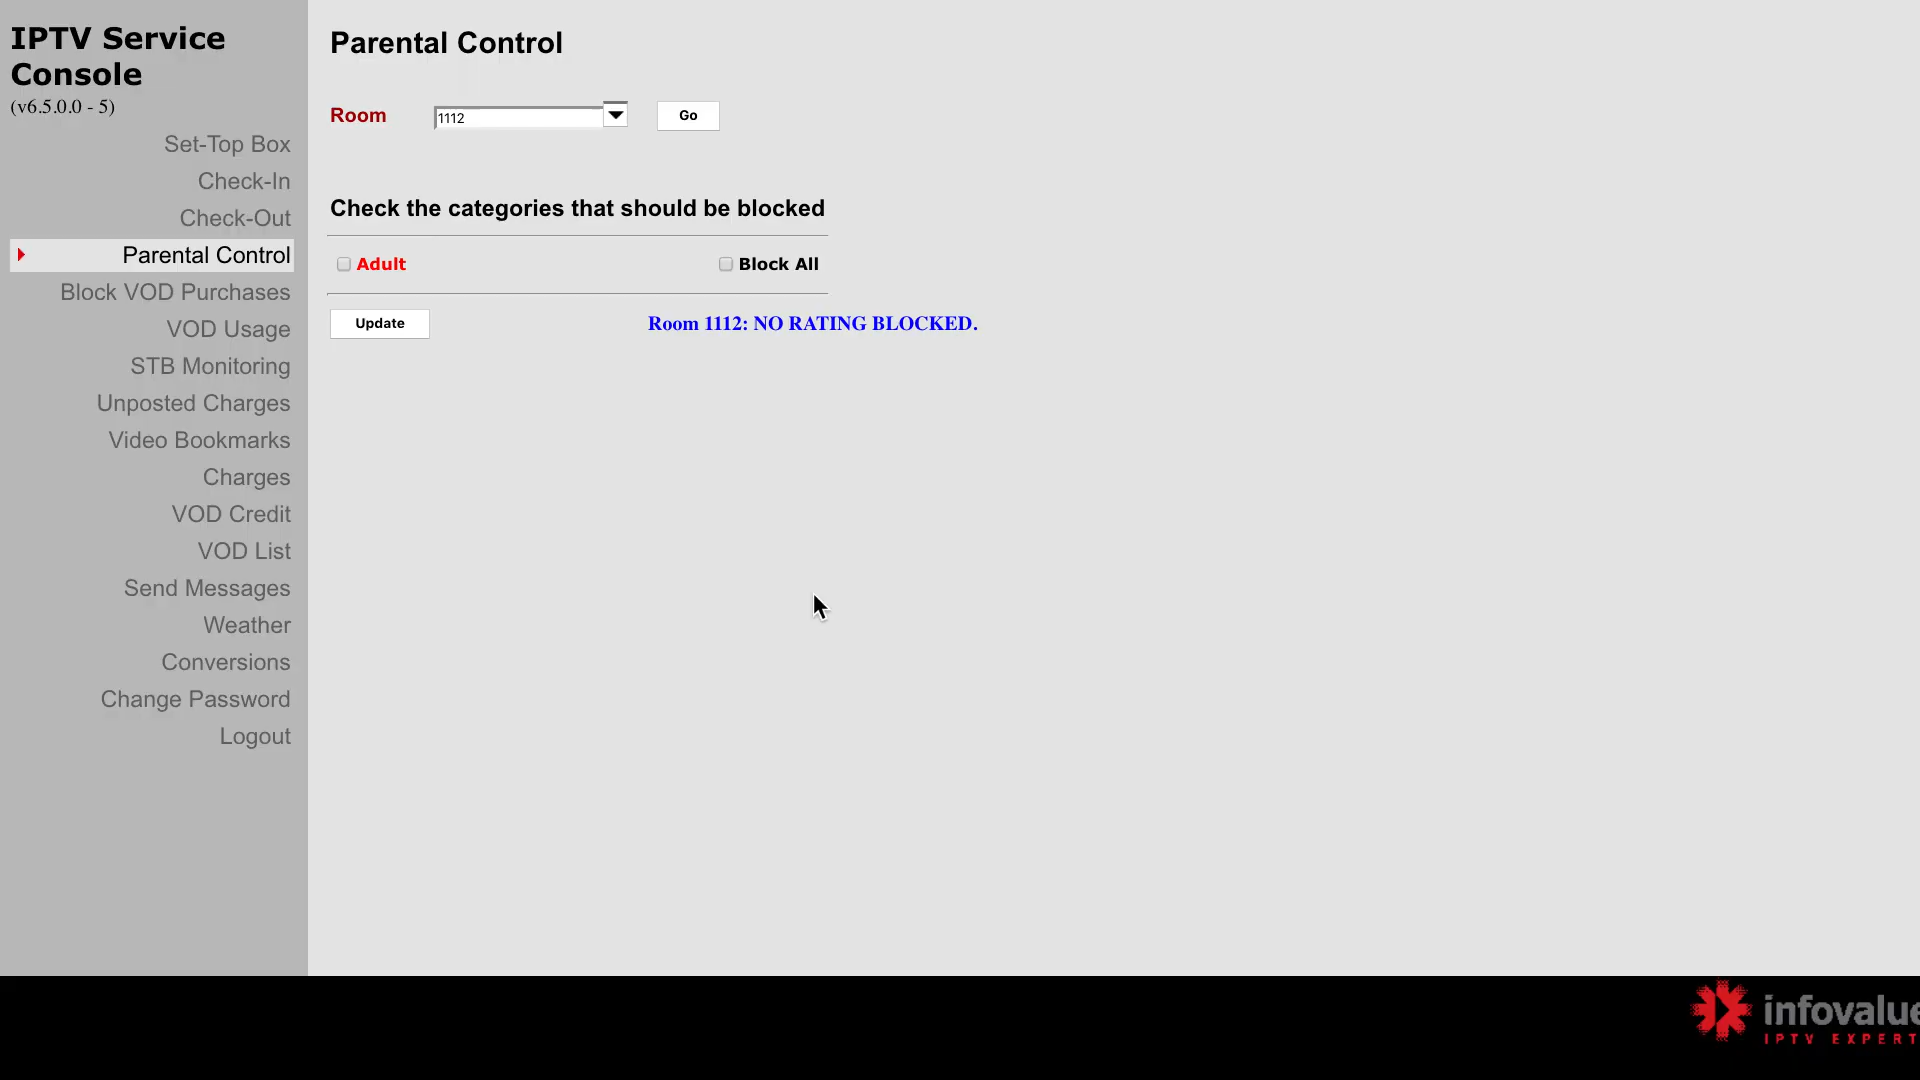 IPTV Service
Console
(v6.5.0.0 - 5)
Set-Top Box
Check-In
Check-Out
Parental Control
Block VOD Purchases
VOD Usage
STB Monitoring
Unposted Charges
Video Bookmarks
Charges
VOD Credit
VOD List
Send Messages
Weather
Conversions
Change Password
Logout
Parental Control
Room 1112 Go
Check the categories that should be blocked
Adult Block All
Update Room 1112: NO RATING BLOCKED.
infovalue
IPTV EXPERT